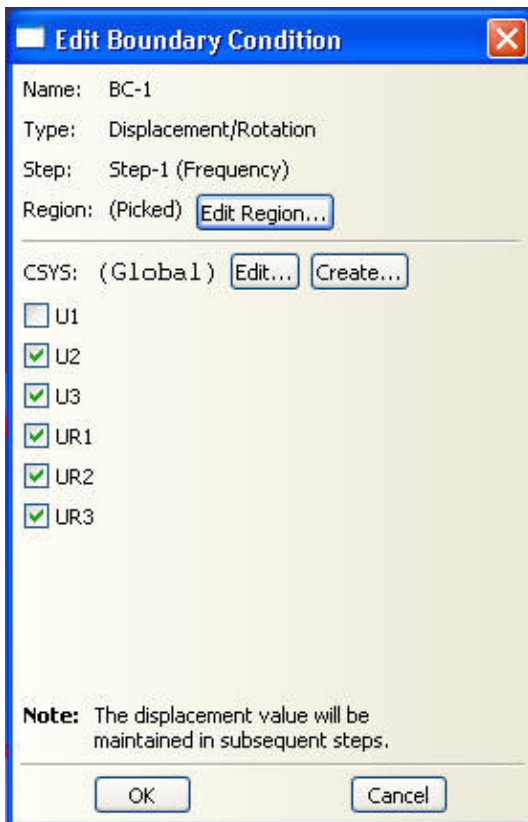 Edit Boundary Condition
Name: BC-1
Type: Displacement/Rotation
Step: Step-1 (Frequency)
Region: (Picked) Edit Region...
CSYS: (Global) Edit... Create...
U1
U2
U3
UR1
UR2
UR3
Note: The displacement value will be
maintained in subsequent steps.
OK Cancel